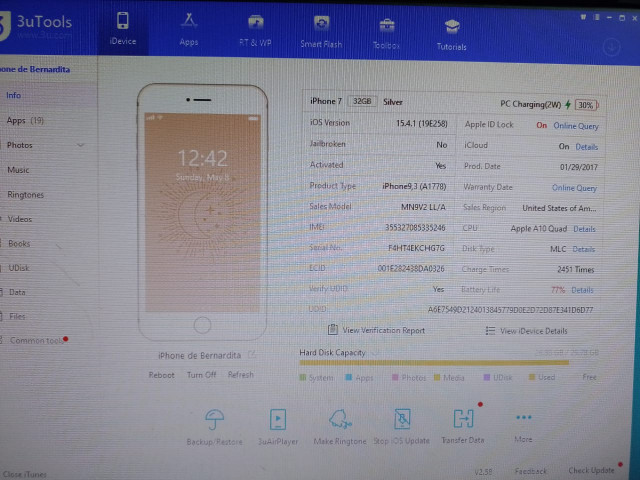 3uTools
www.3u.com
iDevice
Apps
RT & WP
Smart Flash
Toolbox
Tutorials
hone de Bernardita
Info
Apps (19)
Photos
Music
Ringtones
Videos
Books
UDisk
Data
Files
Common tools
12:42
Sunday, May 8
iPhone de Bernardita
Reboot Turn Off Refresh
iPhone 7 32GB Silver PC Charging(2W) 30%
iOS Version 15.4.1 (19E258) Apple ID Lock On Online Query
Jailbroken No iCloud On Details
Activated Yes Prod. Date 01/29/2017
Product Type iPhone9,3 (A1778) Warranty Date Online Query
Sales Model MN9V2 LL/A Sales Region United States of Am...
IMEI 355327085335246 CPU Apple A10 Quad Details
Serial No. F4HT4EKCHG7G Disk Type MLC Details
ECID 001E282438DA0326 Charge Times 2451 Times
Verify UDID Yes Battery Life 77% Details
UDID A6E7549D2124013845779D0E2D72D87E341D6D77
View Verification Report View iDevice Details
Hard Disk Capacity
System Apps Photos Media UDisk Used Free
Backup/Restore 3uAirPlayer Make Ringtone Stop iOS Update Transfer Data More
Close iTunes V2.55 Feedback Check Update